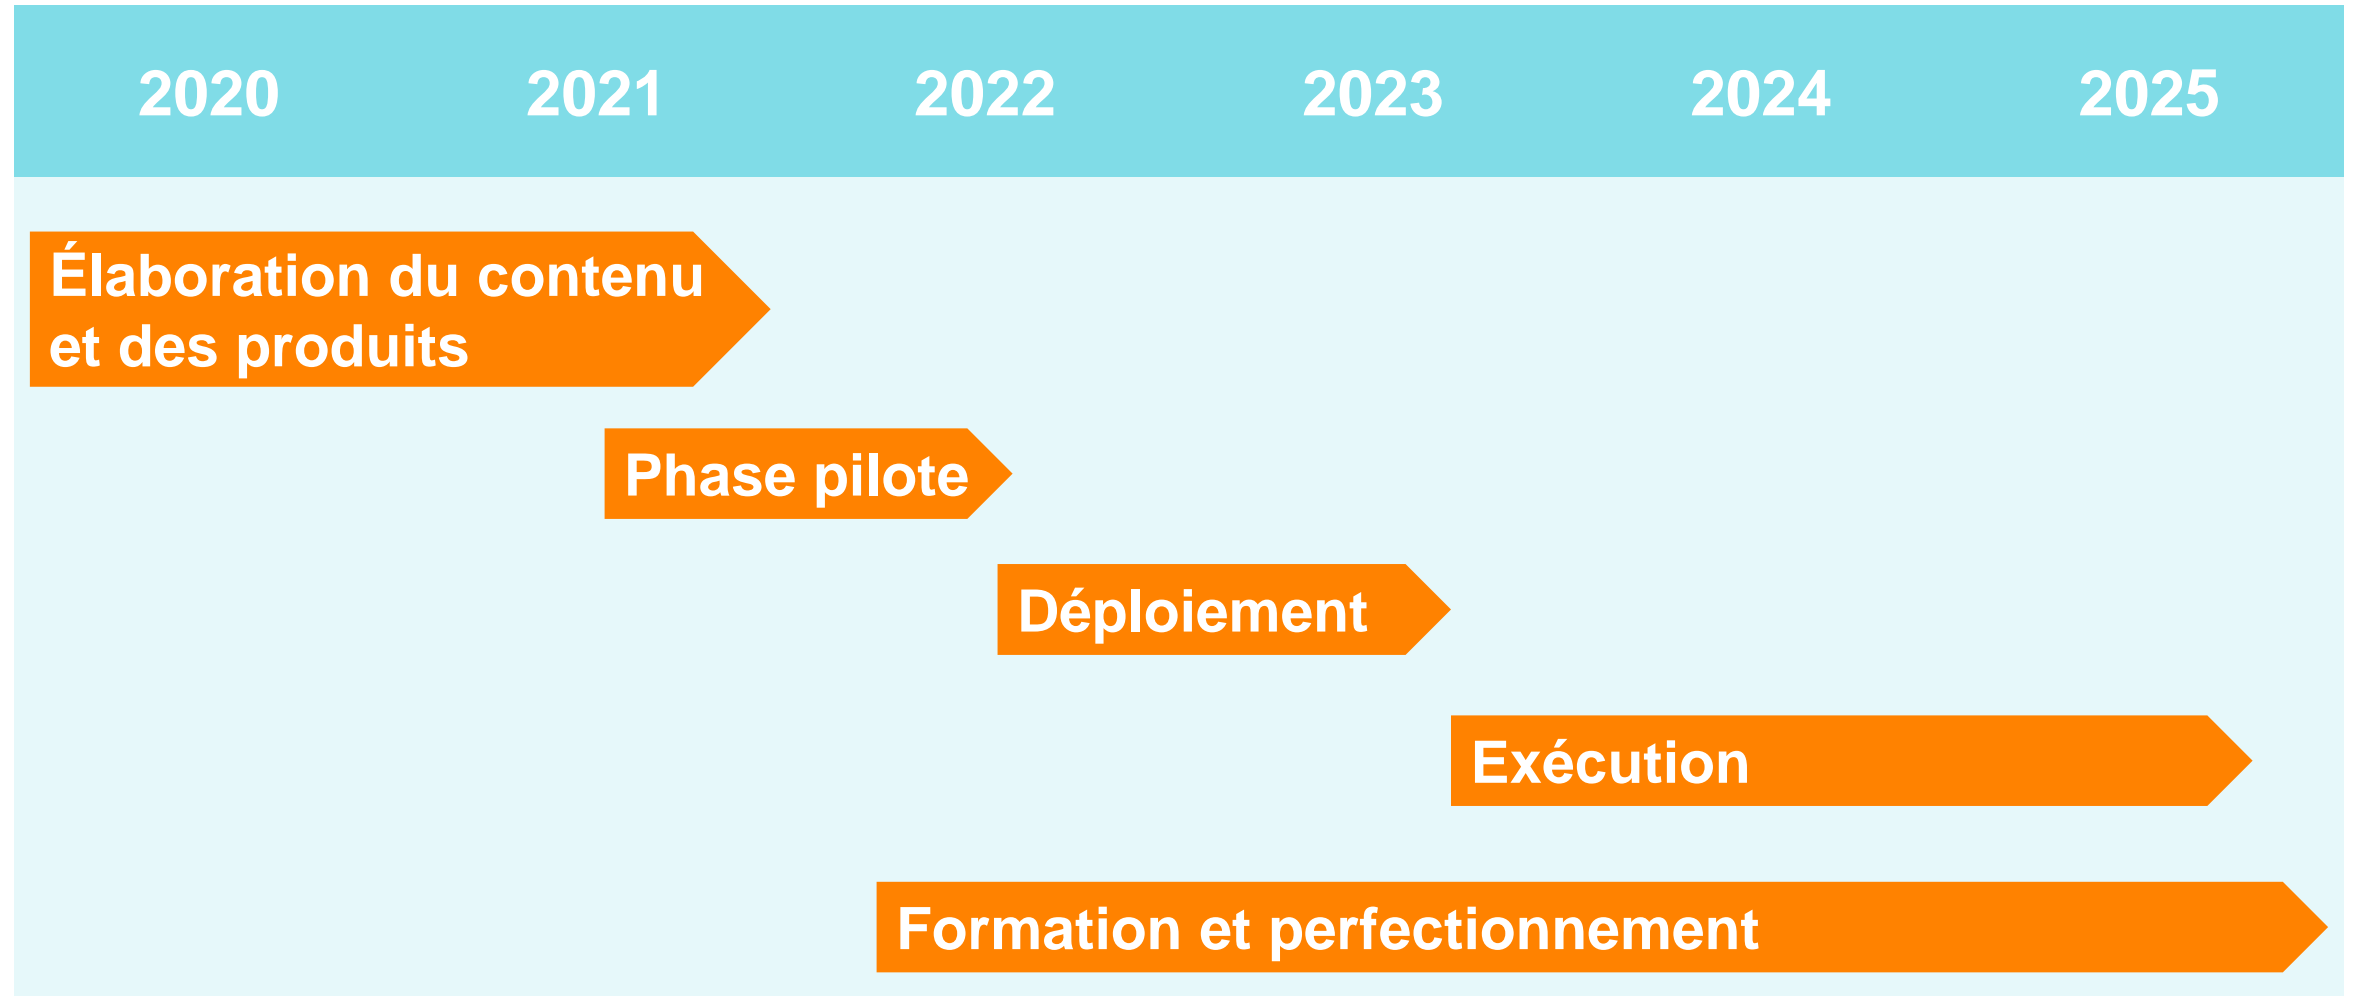 2020 2021 2022 2023 2024 2025
Élaboration du contenu
et des produits
Phase pilote
Déploiement
Exécution
Formation et perfectionnement